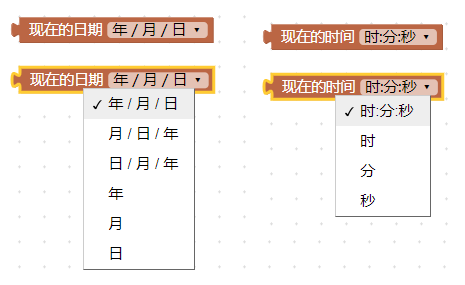 现在的日期 年 / 月 / 日 ▾
现在的日期 年 / 月 / 日 ▾
✓ 年 / 月 / 日
月 / 日 / 年
日 / 月 / 年
年
月
日
现在的时间 时:分:秒 ▾
现在的时间 时:分:秒 ▾
✓ 时:分:秒
时
分
秒